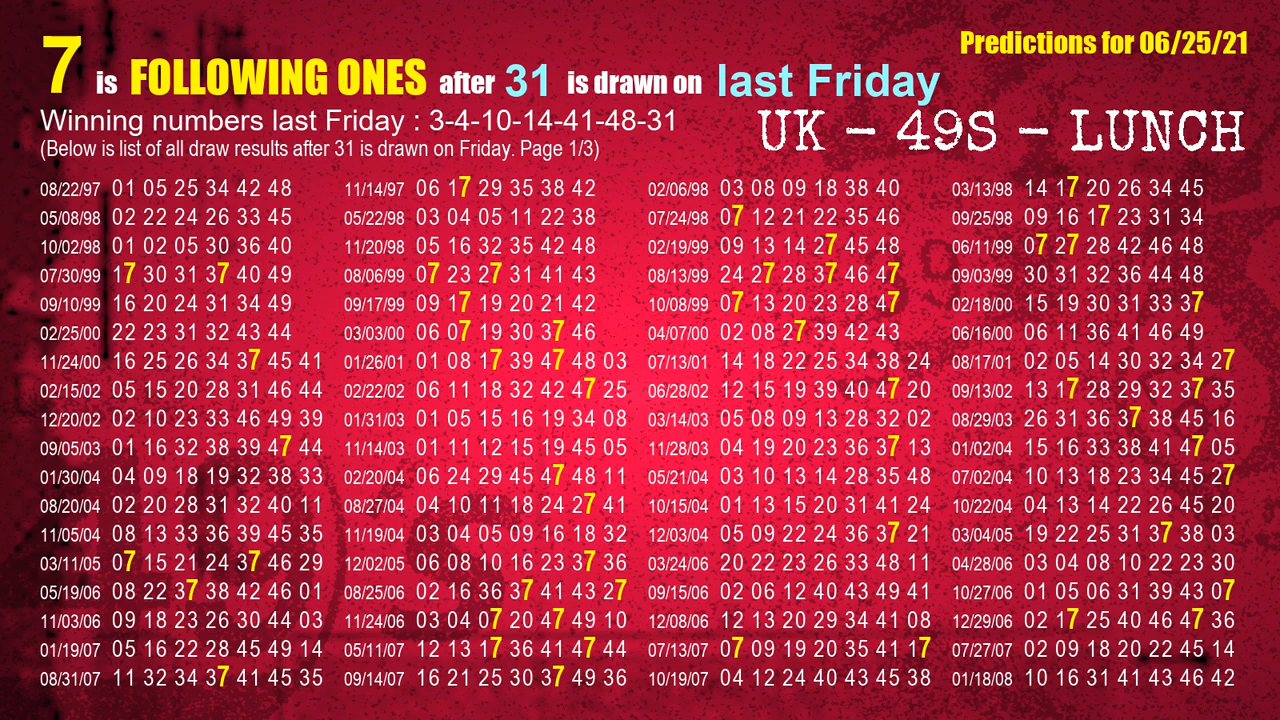 Predictions for 06/25/21
7 is FOLLOWING ONES after 31 is drawn on last Friday
Winning numbers last Friday : 3-4-10-14-41-48-31
UK - 49S - LUNCH
(Below is list of all draw results after 31 is drawn on Friday. Page 1/3)
08/22/97 01 05 25 34 42 48 11/14/97 06 17 29 35 38 42 02/06/98 03 08 09 18 38 40 03/13/98 14 17 20 26 34 45
05/08/98 02 22 24 26 33 45 05/22/98 03 04 05 11 22 38 07/24/98 07 12 21 22 35 46 09/25/98 09 16 17 23 31 34
10/02/98 01 02 05 30 36 40 11/20/98 05 16 32 35 42 48 02/19/99 09 13 14 27 45 48 06/11/99 07 27 28 42 46 48
07/30/99 17 30 31 37 40 49 08/06/99 07 23 27 31 41 43 08/13/99 24 27 28 37 46 47 09/03/99 30 31 32 36 44 48
09/10/99 16 20 24 31 34 49 09/17/99 09 17 19 20 21 42 10/08/99 07 13 20 23 28 47 02/18/00 15 19 30 31 33 37
02/25/00 22 23 31 32 43 44 03/03/00 06 07 19 30 37 46 04/07/00 02 08 27 39 42 43 06/16/00 06 11 36 41 46 49
11/24/00 16 25 26 34 37 45 41 01/26/01 01 08 17 39 47 48 03 07/13/01 14 18 22 25 34 38 24 08/17/01 02 05 14 30 32 34 27
02/15/02 05 15 20 28 31 46 44 02/22/02 06 11 18 32 42 47 25 06/28/02 12 15 19 39 40 47 20 09/13/02 13 17 28 29 32 37 35
12/20/02 02 10 23 33 46 49 39 01/31/03 01 05 15 16 19 34 08 03/14/03 05 08 09 13 28 32 02 08/29/03 26 31 36 37 38 45 16
09/05/03 01 16 32 38 39 47 44 11/14/03 01 11 12 15 19 45 05 11/28/03 04 19 20 23 36 37 13 01/02/04 15 16 33 38 41 47 05
01/30/04 04 09 18 19 32 38 33 02/20/04 06 24 29 45 47 48 11 05/21/04 03 10 13 14 28 35 48 07/02/04 10 13 18 23 25 45 27
08/20/04 02 20 28 31 32 40 11 08/27/04 04 10 11 18 24 27 41 10/15/04 01 13 15 20 31 41 24 10/22/04 04 13 14 22 26 45 20
11/05/04 08 13 33 36 39 45 35 11/19/04 03 04 05 09 16 18 32 12/03/04 05 09 22 24 36 37 21 03/04/05 19 22 25 31 37 38 03
03/11/05 07 15 21 24 37 46 29 12/02/05 06 08 10 16 23 37 36 03/24/06 20 22 23 26 33 48 11 04/28/06 03 04 08 10 22 23 30
05/19/06 08 22 37 38 42 46 01 08/25/06 02 16 36 37 41 43 27 09/15/06 02 06 12 40 43 49 41 10/27/06 01 05 06 31 39 43 07
11/03/06 09 18 23 26 30 44 03 11/24/06 03 04 07 20 47 49 10 12/08/06 12 13 20 29 34 41 08 12/29/06 02 17 25 40 46 47 36
01/19/07 05 16 22 28 45 49 14 05/11/07 12 13 17 36 41 47 44 07/13/07 07 09 19 20 35 41 17 07/27/07 02 09 18 20 22 45 14
08/31/07 11 32 34 37 41 45 35 09/14/07 16 21 25 30 37 49 36 10/19/07 04 12 24 40 43 45 38 01/18/08 10 16 31 41 43 46 42